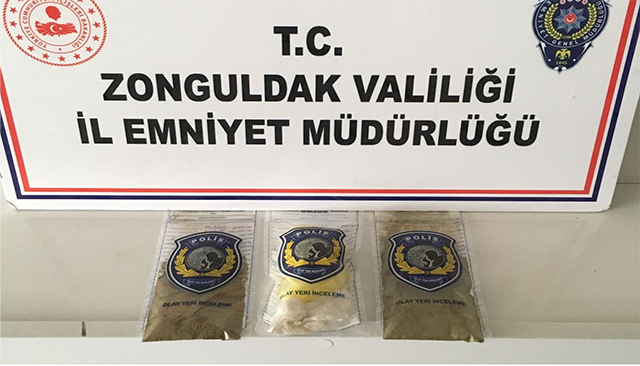 T.C.
ZONGULDAK VALİLİĞİ
İL EMNİYET MÜDÜRLÜĞÜ
POLİS
OLAY YERİ İNCELEME
POLİS
OLAY YERİ İNCELEME
POLİS
OLAY YERİ İNCELEME